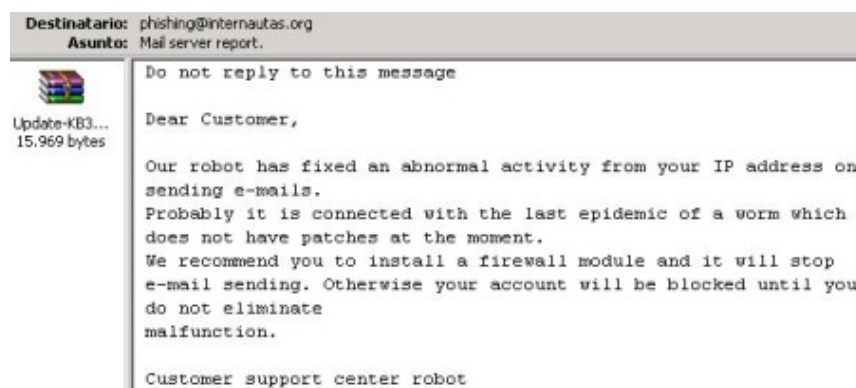 Destinatario: phishing@internautas.org
Asunto: Mail server report.
Update-KB3...
15.969 bytes
Do not reply to this message
Dear Customer,
Our robot has fixed an abnormal activity from your IP address on
sending e-mails.
Probably it is connected with the last epidemic of a worm which
does not have patches at the moment.
We recommend you to install a firewall module and it will stop
e-mail sending. Otherwise your account will be blocked until you
do not eliminate
malfunction.
Customer support center robot